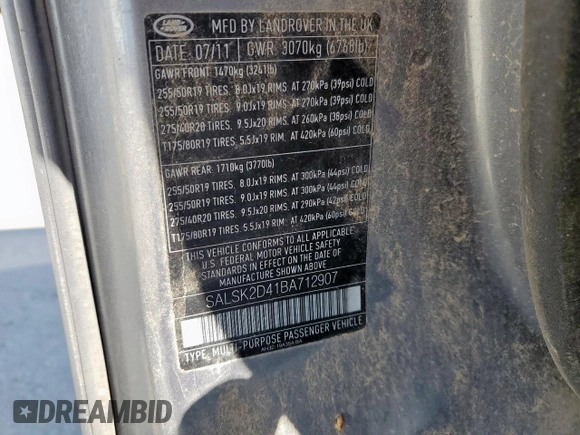 LAND
ROVER
MFD BY LANDROVER IN THE UK
DATE: 07/11 GWR: 3070kg (6768lb)
GAWR FRONT 1470kg (3241lb)
255/50R19 TIRES. 8.0Jx19 RIMS AT 270kPa (39psi) COLD
255/50R19 TIRES. 9.0Jx19 RIMS. AT 270kPa (39psi) COLD
275/40R20 TIRES. 9.5Jx20 RIMS AT 260kPa (38psi) COLD
T175/80R19 TIRES. 5.5Jx19 RIM. AT 420kPa (60psi) COLD
GAWR REAR: 1710kg (3770lb)
255/50R19 TIRES. 8.0Jx19 RIMS AT 300kPa (44psi) COLD
255/50R19 TIRES. 9.0Jx19 RIMS. AT 300kPa (44psi) COLD
275/40R20 TIRES. 9.5Jx20 RIMS AT 290kPa (42psi) COLD
T175/80R19 TIRES. 5.5Jx19 RIM. AT 420kPa (60psi) COLD
THIS VEHICLE CONFORMS TO ALL APPLICABLE
U.S. FEDERAL MOTOR VEHICLE SAFETY
STANDARDS IN EFFECT ON THE DATE OF
MANUFACTURE SHOWN ABOVE.
SALSK2D41BA712907
TYPE: MULTI-PURPOSE PASSENGER VEHICLE
DREAMBID